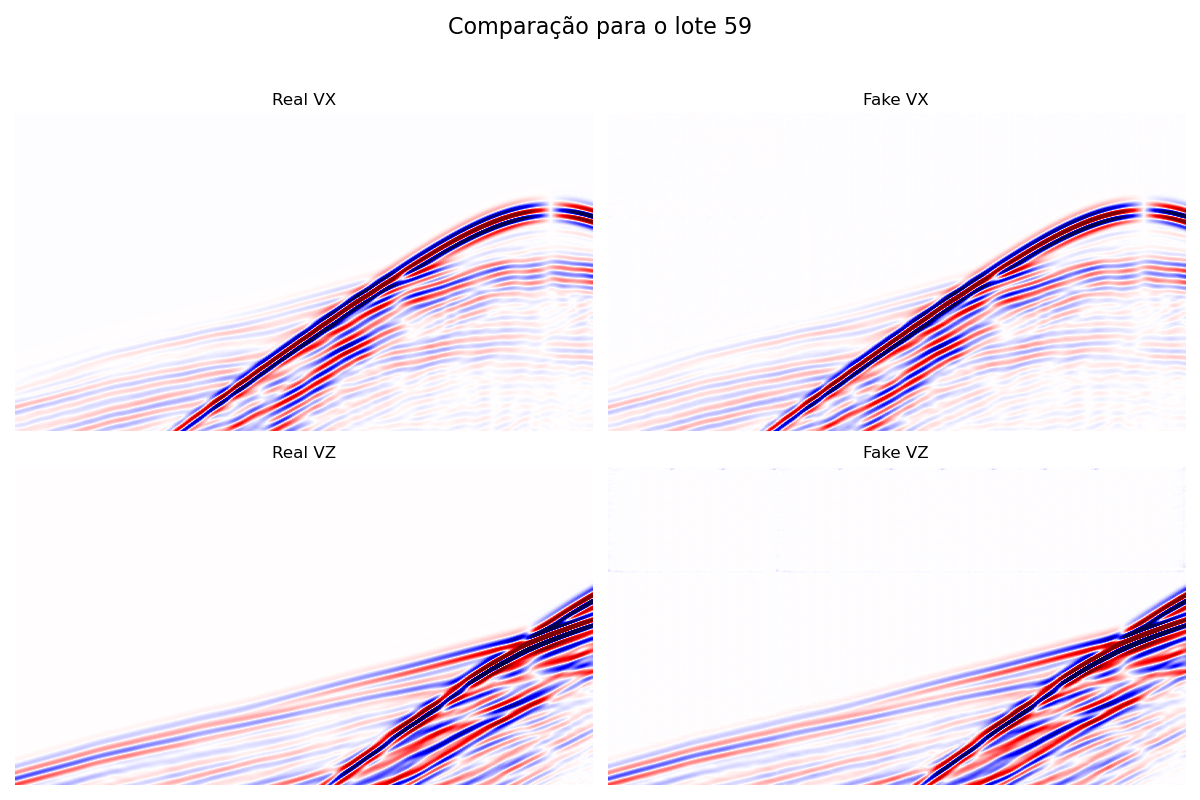 Comparação para o lote 59
Real VX
Fake VX
Real VZ
Fake VZ